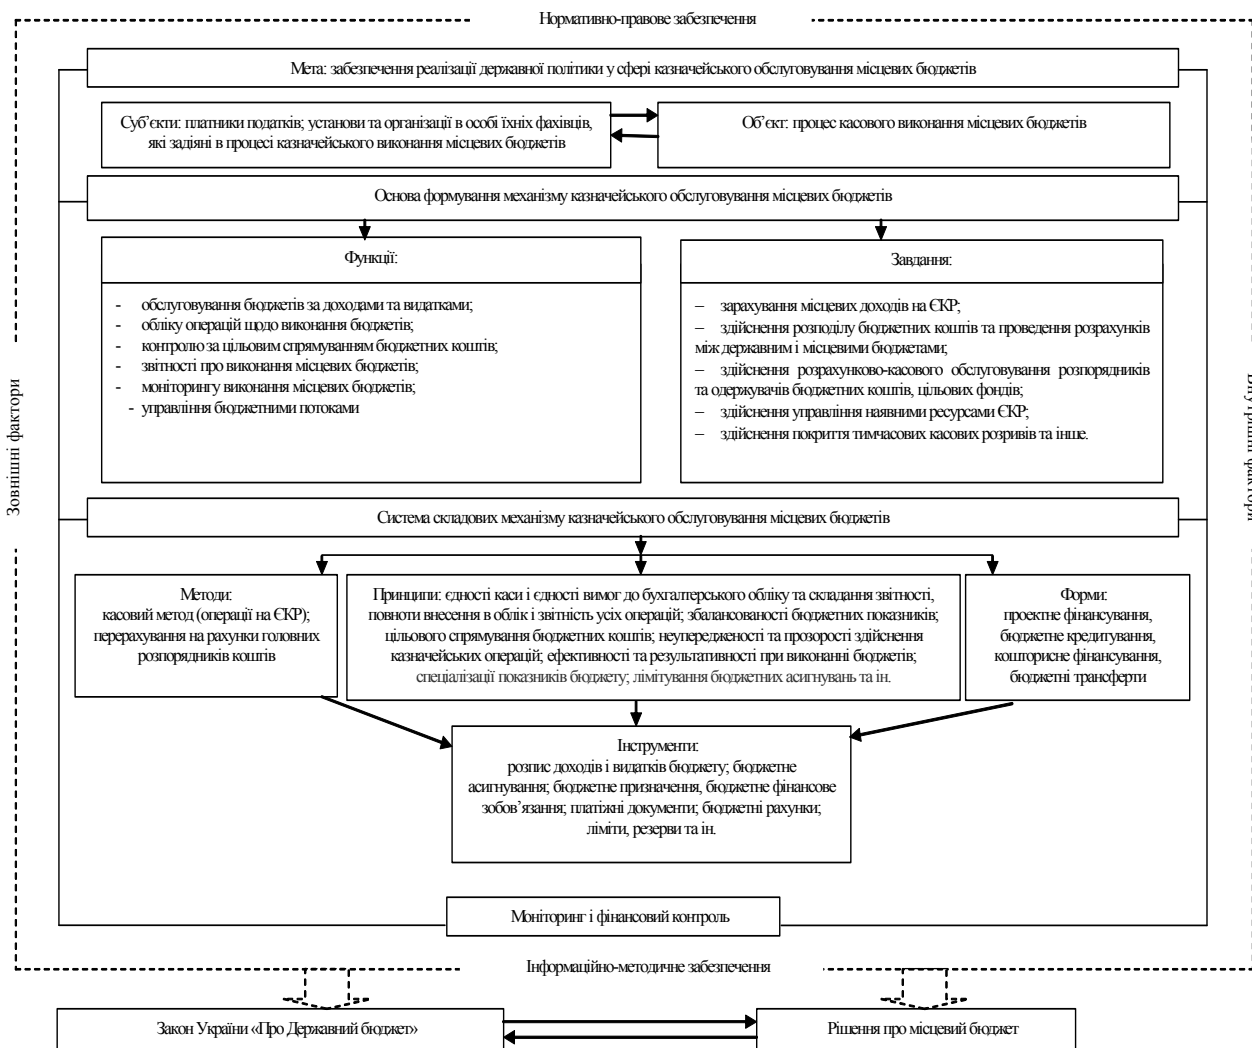 Нормативно-правове забезпечення
Мета: забезпечення реалізації державної політики у сфері казначейського обслуговування місцевих бюджетів
Суб’єкти: платники податків; установи та організації в особі їхніх фахівців,
які задіяні в процесі казначейського виконання місцевих бюджетів
Об’єкт: процес касового виконання місцевих бюджетів
Основа формування механізму казначейського обслуговування місцевих бюджетів
Функції:
- обслуговування бюджетів за доходами та видатками;
- обліку операцій щодо виконання бюджетів;
- контролю за цільовим спрямуванням бюджетних коштів;
- звітності про виконання місцевих бюджетів;
- моніторингу виконання місцевих бюджетів;
- управління бюджетними потоками
Завдання:
– зарахування місцевих доходів на ЄКР;
– здійснення розподілу бюджетних коштів та проведення розрахунків
між державним і місцевими бюджетами;
– здійснення розрахунково-касового обслуговування розпорядників
та одержувачів бюджетних коштів, цільових фондів;
– здійснення управління наявними ресурсами ЄКР;
– здійснення покриття тимчасових касових розривів та інше.
Зовнішні фактори
Внутрішні фактори
Система складових механізму казначейського обслуговування місцевих бюджетів
Методи:
касовий метод (операції на ЄКР);
перерахування на рахунки головних
розпорядників коштів
Принципи: єдності каси і єдності вимог до бухгалтерського обліку та складання звітності,
повноти внесення в облік і звітність усіх операцій; збалансованості бюджетних показників;
цільового спрямування бюджетних коштів; неупередженості та прозорості здійснення
казначейських операцій; ефективності та результативності при виконанні бюджетів;
спеціалізації показників бюджету; лімітування бюджетних асигнувань та ін.
Форми:
проектне фінансування,
бюджетне кредитування,
кошторисне фінансування,
бюджетні трансферти
Інструменти:
розпис доходів і видатків бюджету; бюджетне
асигнування; бюджетне призначення, бюджетне фінансове
зобов’язання; платіжні документи; бюджетні рахунки;
ліміти, резерви та ін.
Моніторинг і фінансовий контроль
Інформаційно-методичне забезпечення
Закон України «Про Державний бюджет»
Рішення про місцевий бюджет